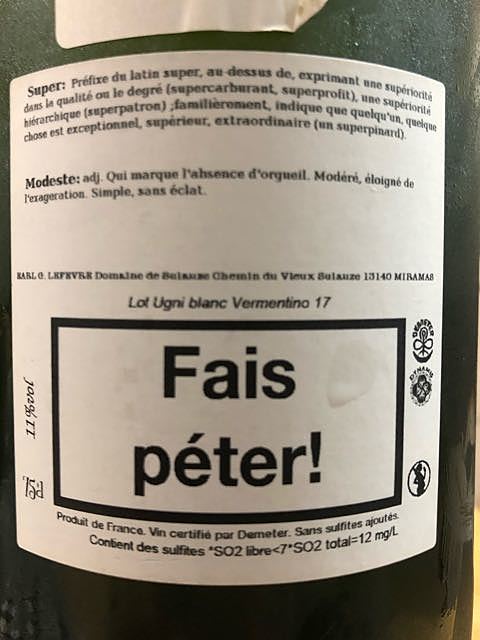 Super: Préfixe du latin super, au-dessus de, exprimant une supériorité
dans la qualité ou le degré (supercarburant, superprofit), une supériorité
hiérarchique (superpatron) ;familièrement, indique que quelqu'un, quelque
chose est exceptionnel, supérieur, extraordinaire (un superpinard).
Modeste: adj. Qui marque l'absence d'orgueil. Modéré, éloigné de
l'exageration. Simple, sans éclat.
EARL G. LEFEVRE Domaine de Sulauze Chemin du Vieux Sulauze 13140 MIRAMAS
Lot Ugni blanc Vermentino 17
Fais
péter!
11%vol
75cl
DEMETER
DYNAMIS
Produit de France. Vin certifié par Demeter. Sans sulfites ajoutés.
Contient des sulfites *SO2 libre<7*SO2 total=12 mg/L